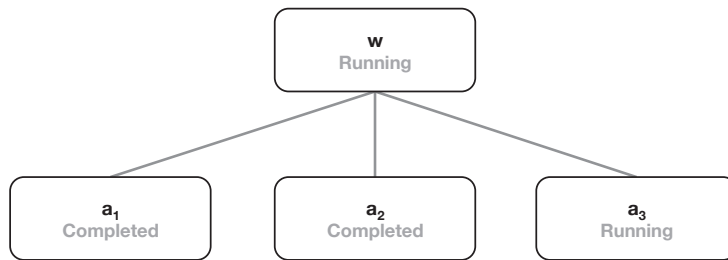 w
Running
a₁
Completed
a₂
Completed
a₃
Running